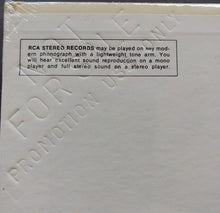 NOT
FOR SALE
PROMOTION USE ONLY
RCA STEREO RECORDS may be played on any mod-
ern phonograph with a lightweight tone arm. You
will hear excellent sound reproduction on a mono
player and full stereo sound on a stereo player.